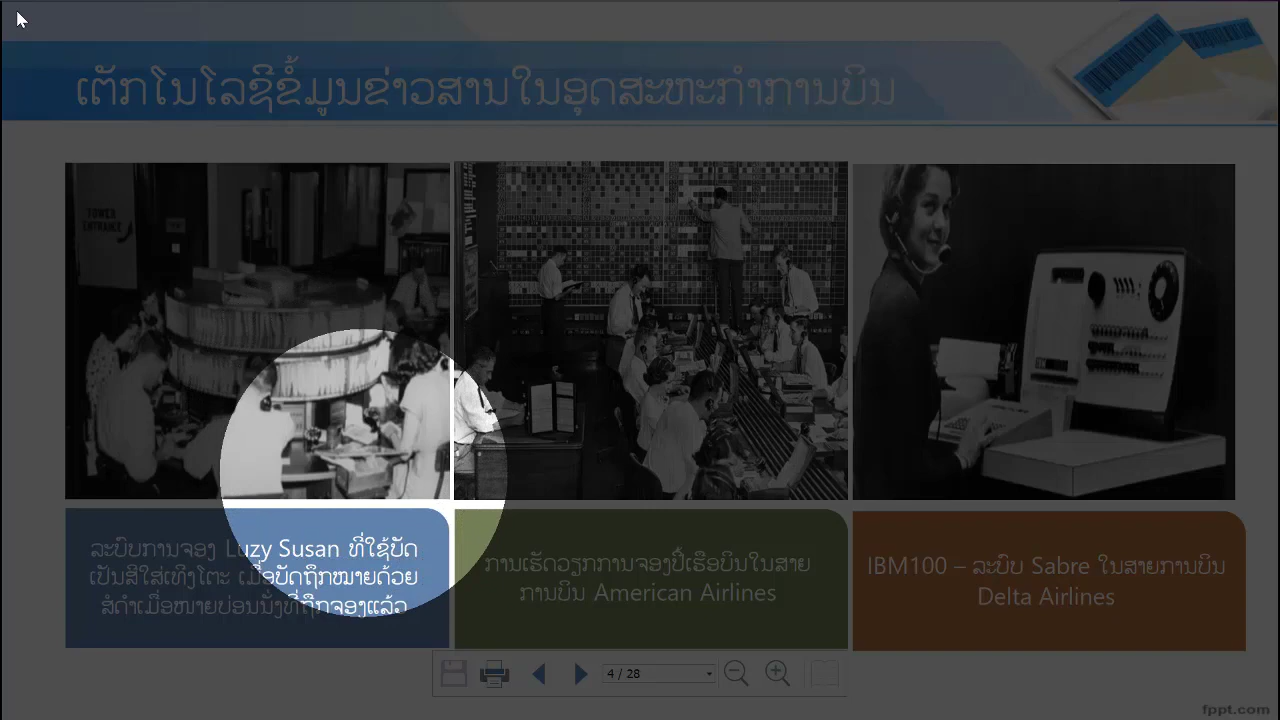 ເຕັກໂນໂລຊີຂໍ້ມູນຂ່າວສານໃນອຸດສະຫະກຳການບິນ
TOWER
ENTRANCE
ລະບົບການຈອງ Luzy Susan ທີ່ໃຊ້ບັດ
ເປັນສີໃສ່ເທິງໂຕະ ເມື່ອບັດຖຶກໝາຍດ້ວຍ
ສໍດຳເມື່ອໜາຍບ່ອນນັ່ງທີ່ຖືກຈອງແລ້ວ
ການເຮັດວຽກການຈອງປີ້ເຮືອບິນໃນສາຍ
ການບິນ American Airlines
IBM100 – ລະບົບ Sabre ໃນສາຍການບິນ
Delta Airlines
4 / 28
fppt.com